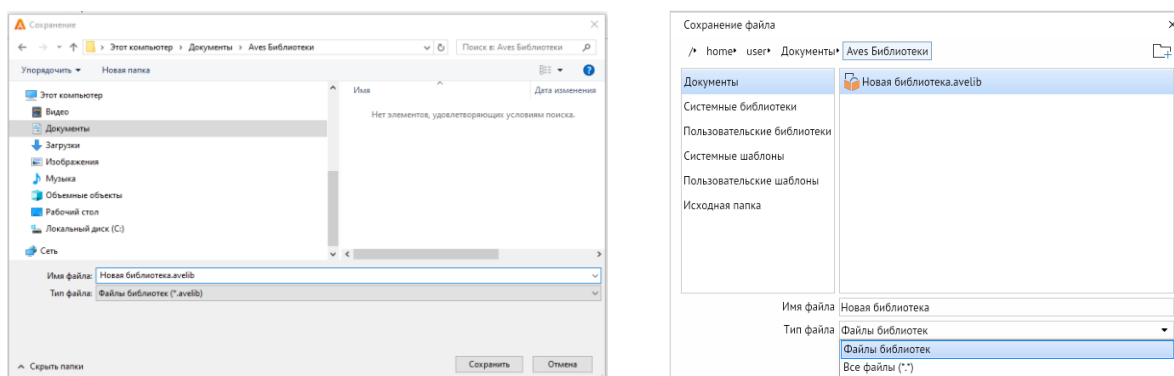 Сохранение
Этот компьютер > Документы > Aves Библиотеки
Поиск в: Aves Библиотеки
Упорядочить Новая папка
Этот компьютер
Видео
Документы
Загрузки
Изображения
Музыка
Объемные объекты
Рабочий стол
Локальный диск (C:)
Сеть
Имя Дата изменения
Нет элементов, удовлетворяющих условиям поиска.
Имя файла: Новая библиотека.avelib
Тип файла: Файлы библиотек (*.avelib)
Скрыть папки Сохранить Отмена
Сохранение файла
/ home user Документы Aves Библиотеки
Документы
Системные библиотеки
Пользовательские библиотеки
Системные шаблоны
Пользовательские шаблоны
Исходная папка
Новая библиотека.avelib
Имя файла Новая библиотека
Тип файла Файлы библиотек
Файлы библиотек
Все файлы (*.*)